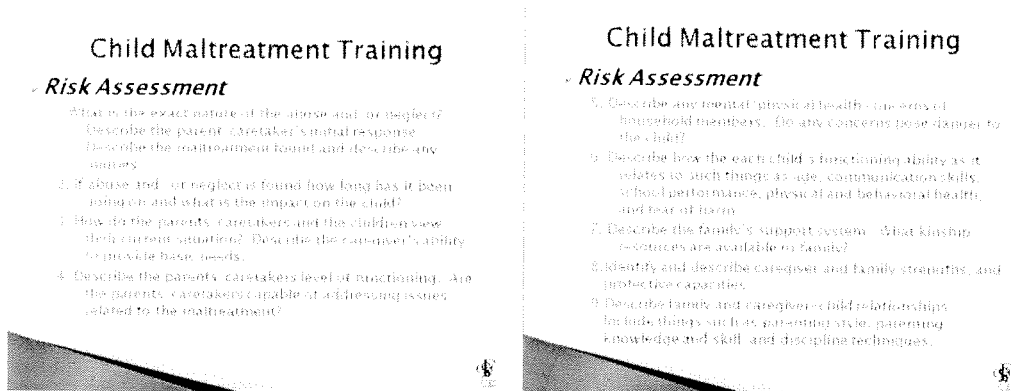 Child Maltreatment Training
Risk Assessment
What is the exact nature of the abuse and/or neglect?
Describe the parent/caretaker's initial response.
Describe the maltreatment found and describe any
injuries.
2. If abuse and/or neglect is found how long has it been
going on and what is the impact on the child?
3. How do the parents/caretakers and the children view
their current situation? Describe the caregiver's ability
to provide basic needs.
4. Describe the parents/caretakers level of functioning. Are
the parents/caretakers capable of addressing issues
related to the maltreatment?
Child Maltreatment Training
Risk Assessment
5. Describe any mental/physical health concerns of
household members. Do any concerns pose danger to
the child?
6. Describe how the each child's functioning ability as it
relates to such things as age, communication skills,
school performance, physical and behavioral health,
and fear of harm.
7. Describe the family's support system. What kinship
resources are available to family?
8. Identify and describe caregiver and family strengths, and
protective capacities.
9. Describe family and caregiver-child relationships.
Include things such as parenting style, parenting
knowledge and skill, and discipline techniques.